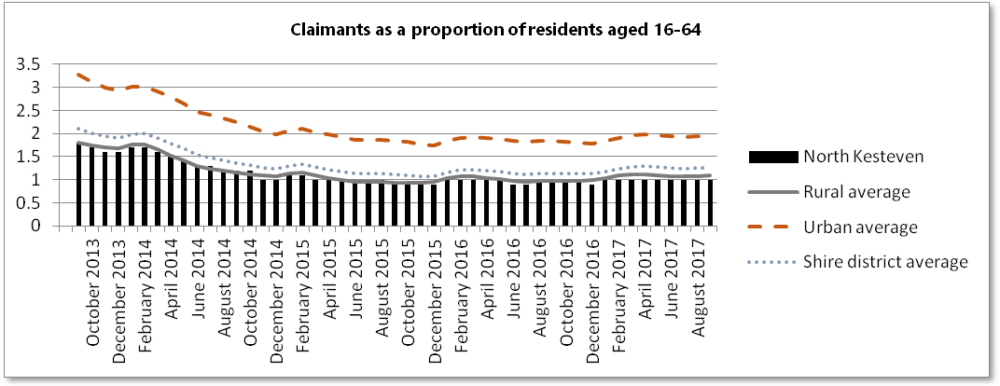 Claimants as a proportion of residents aged 16-64
3.5
3
2.5
2
1.5
1
0.5
0
October 2013
December 2013
February 2014
April 2014
June 2014
August 2014
October 2014
December 2014
February 2015
April 2015
June 2015
August 2015
October 2015
December 2015
February 2016
April 2016
June 2016
August 2016
October 2016
December 2016
February 2017
April 2017
June 2017
August 2017
North Kesteven
Rural average
Urban average
Shire district average